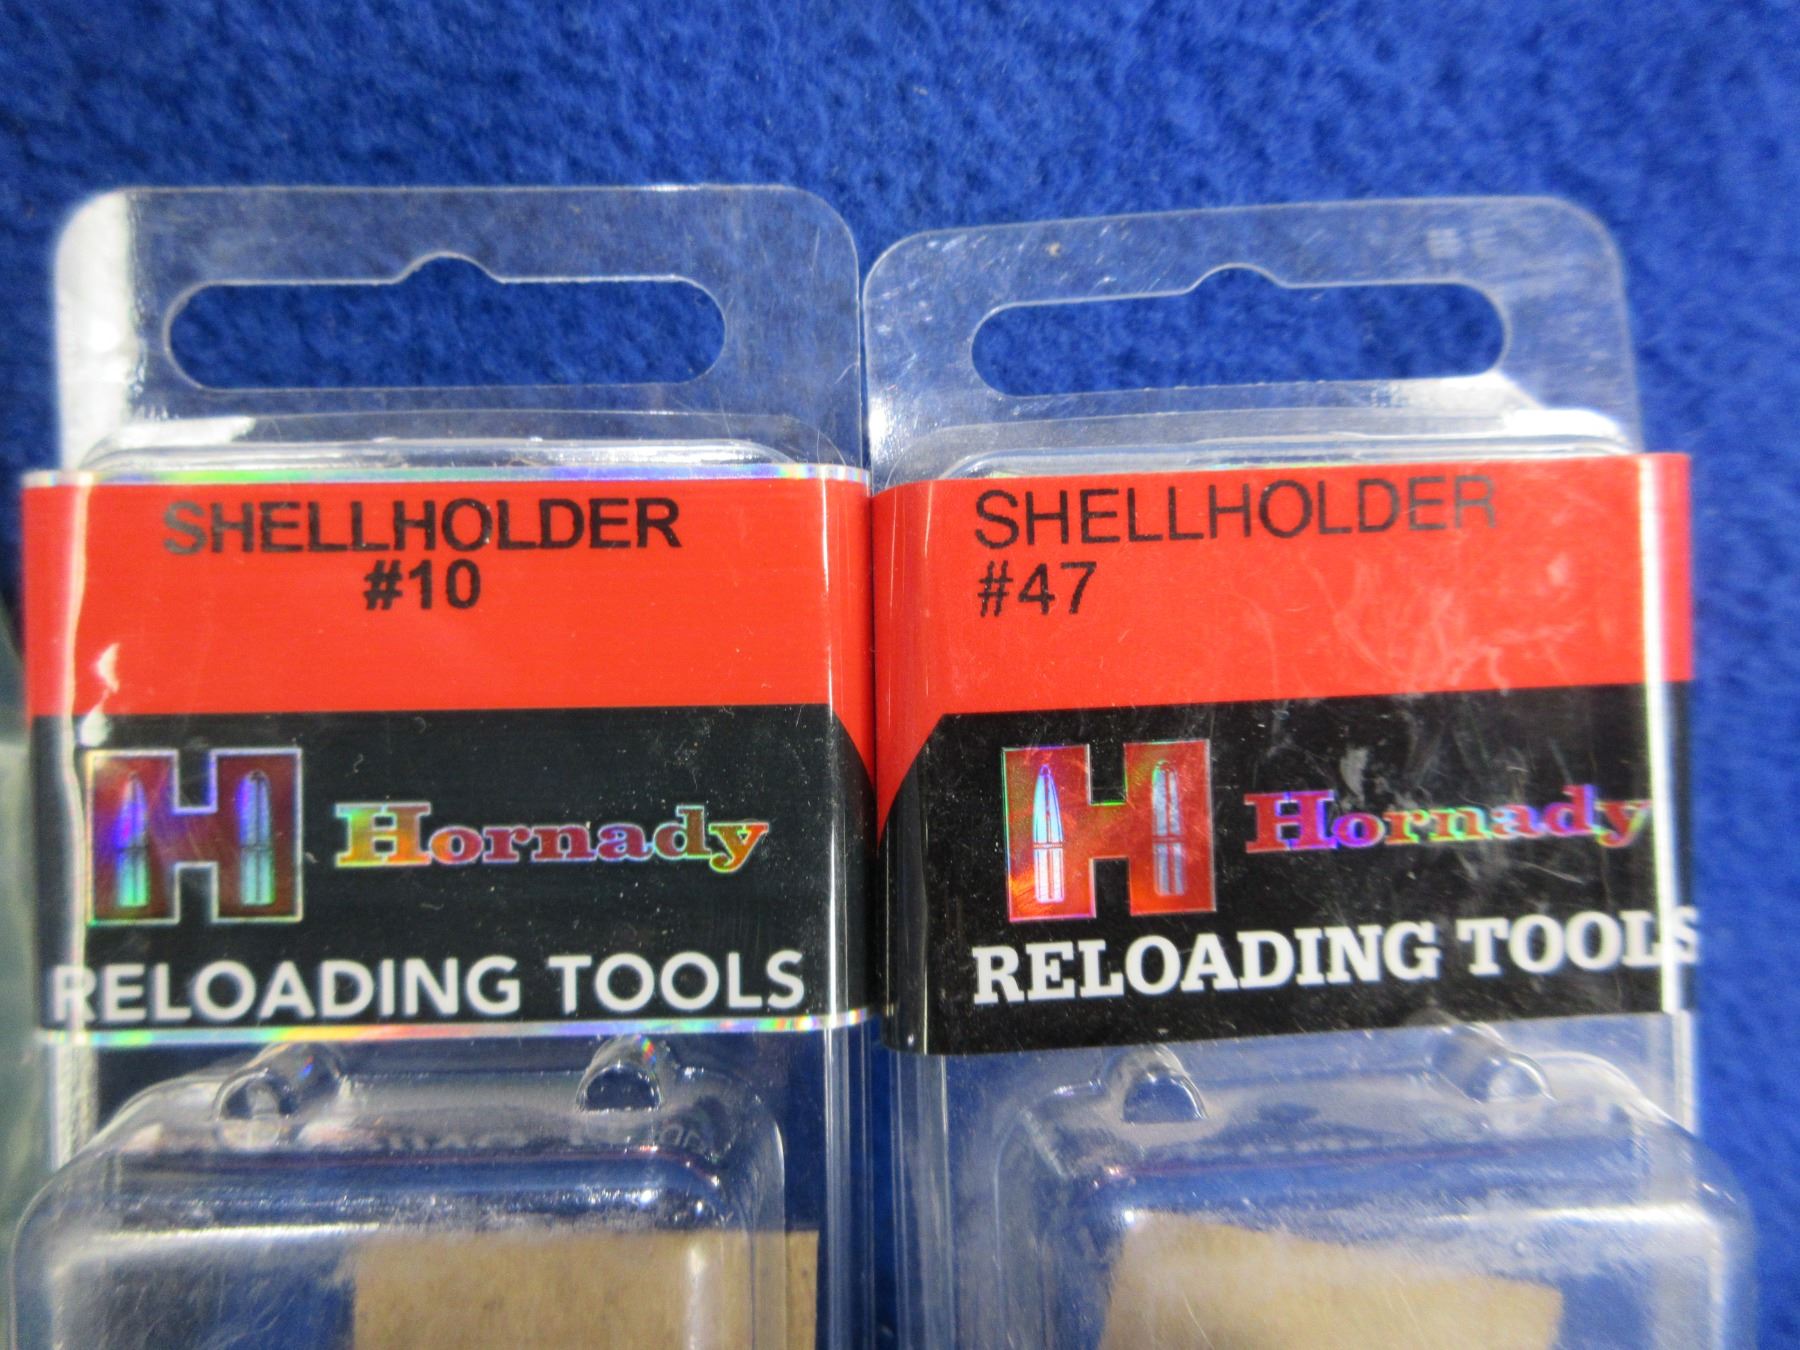 SHELLHOLDER
#10
Hornady
RELOADING TOOLS
SHELLHOLDER
#47
Hornady
RELOADING TOOLS